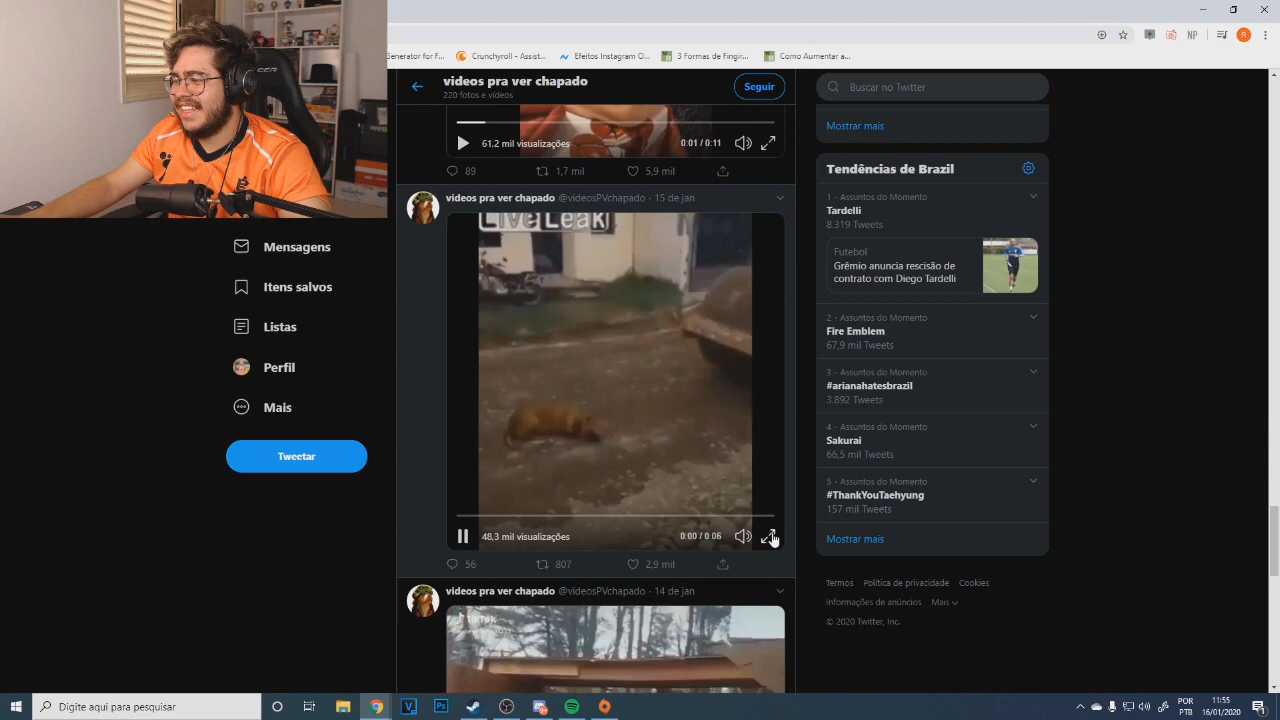 Generator for F...
Crunchyroll - Assist...
Efeitos Instagram O...
3 Formas de Fingir...
Como Aumentar a...
NP
R
videos pra ver chapado
220 fotos e vídeos
Seguir
Buscar no Twitter
Mostrar mais
61,2 mil visualizações
0:01 / 0:11
89
1,7 mil
5,9 mil
Tendências de Brazil
videos pra ver chapado @videosPVchapado · 15 de jan
1 - Assuntos do Momento
Tardelli
8.319 Tweets
LiveLeak
Futebol
Grêmio anuncia rescisão de
contrato com Diego Tardelli
Mensagens
Itens salvos
Listas
Perfil
Mais
Tweetar
2 - Assuntos do Momento
Fire Emblem
67,9 mil Tweets
3 - Assuntos do Momento
#arianahatesbrazil
3.892 Tweets
4 - Assuntos do Momento
Sakurai
66,5 mil Tweets
5 - Assuntos do Momento
#ThankYouTaehyung
157 mil Tweets
Mostrar mais
48,3 mil visualizações
0:00 / 0:06
56
807
2,9 mil
videos pra ver chapado @videosPVchapado · 14 de jan
TikTok
Termos Política de privacidade Cookies
Informações de anúncios Mais
© 2020 Twitter, Inc.
Digite aqui para pesquisar
V
Ps
POR
PTB
11:55
16/01/2020